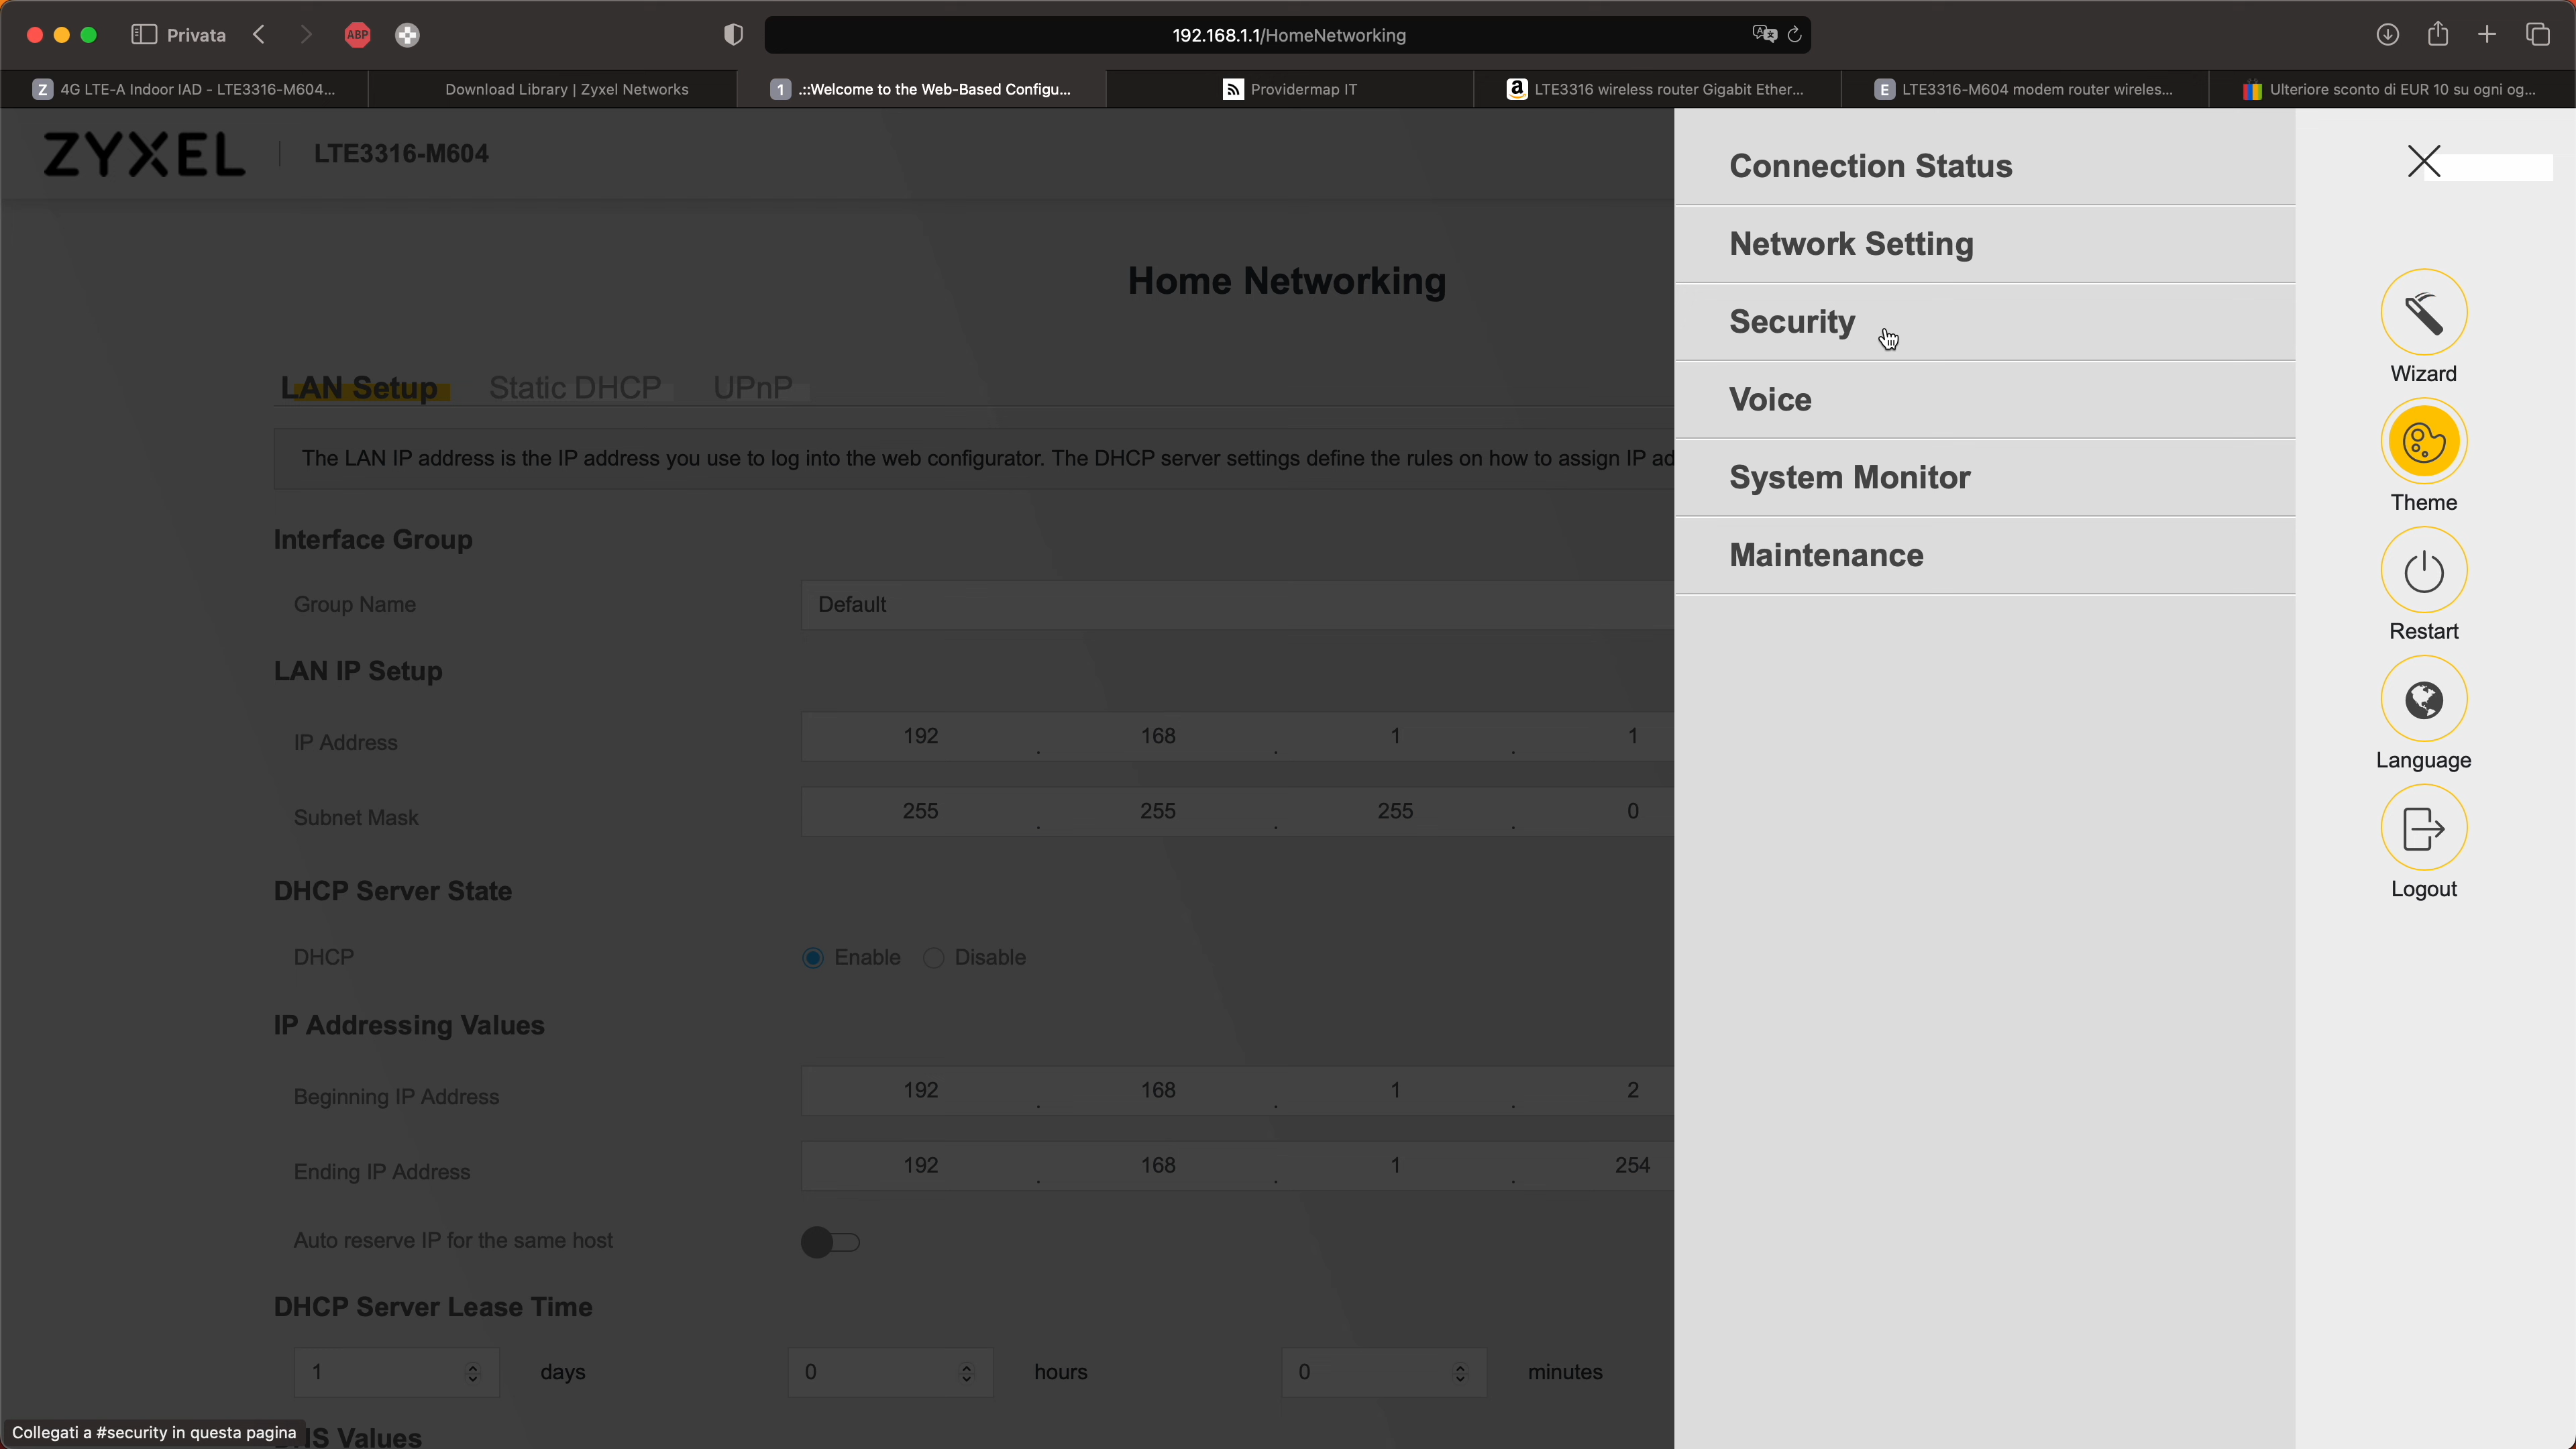 Privata
ABP
192.168.1.1/HomeNetworking
Z 4G LTE-A Indoor IAD - LTE3316-M604...
Download Library | Zyxel Networks
1 .::Welcome to the Web-Based Configu...
Providermap IT
a LTE3316 wireless router Gigabit Ether...
E LTE3316-M604 modem router wireles...
Ulteriore sconto di EUR 10 su ogni og...
ZYXEL
LTE3316-M604
Home Networking
LAN Setup
Static DHCP
UPnP
The LAN IP address is the IP address you use to log into the web configurator. The DHCP server settings define the rules on how to assign IP ad
Interface Group
Group Name
Default
LAN IP Setup
IP Address
192 . 168 . 1 . 1
Subnet Mask
255 . 255 . 255 . 0
DHCP Server State
DHCP
Enable
Disable
IP Addressing Values
Beginning IP Address
192 . 168 . 1 . 2
Ending IP Address
192 . 168 . 1 . 254
Auto reserve IP for the same host
DHCP Server Lease Time
1 days
0 hours
0 minutes
Values
Collegati a #security in questa pagina
Connection Status
Network Setting
Security
Voice
System Monitor
Maintenance
Wizard
Theme
Restart
Language
Logout